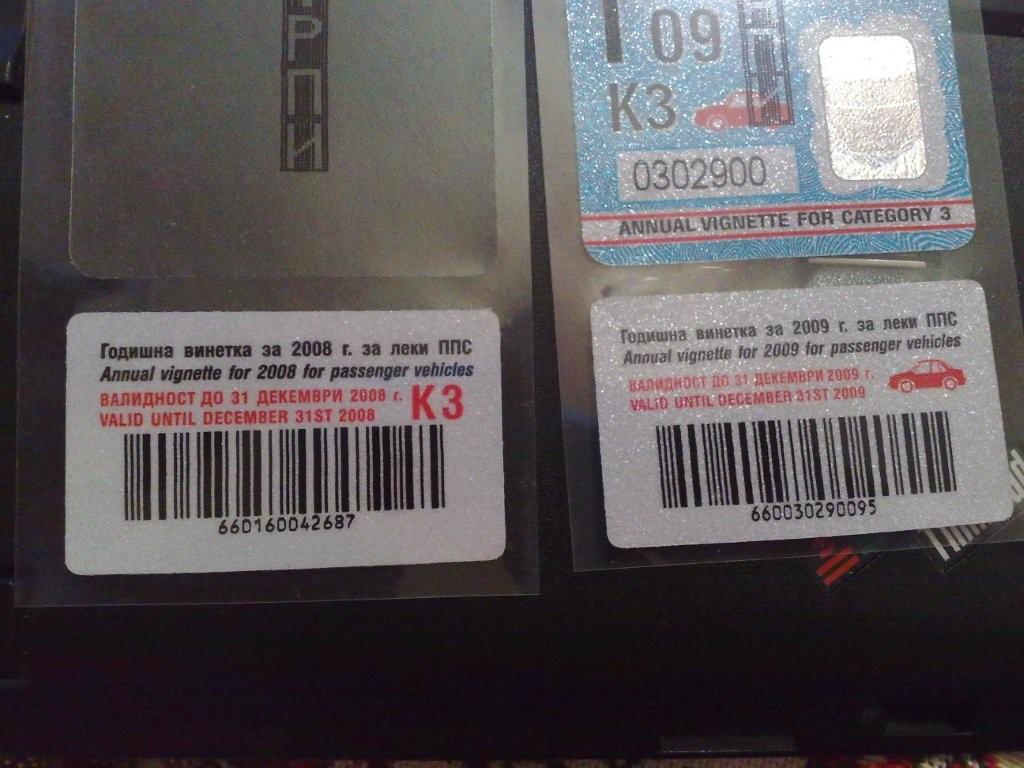 РПИ
Годишна винетка за 2008 г. за леки ППС
Annual vignette for 2008 for passenger vehicles
ВАЛИДНОСТ ДО 31 ДЕКЕМВРИ 2008 г.
VALID UNTIL DECEMBER 31ST 2008
К3
660160042687
Г 09
К3
0302900
ANNUAL VIGNETTE FOR CATEGORY 3
Годишна винетка за 2009 г. за леки ППС
Annual vignette for 2009 for passenger vehicles
ВАЛИДНОСТ ДО 31 ДЕКЕМВРИ 2009 г.
VALID UNTIL DECEMBER 31ST 2009
660030290095